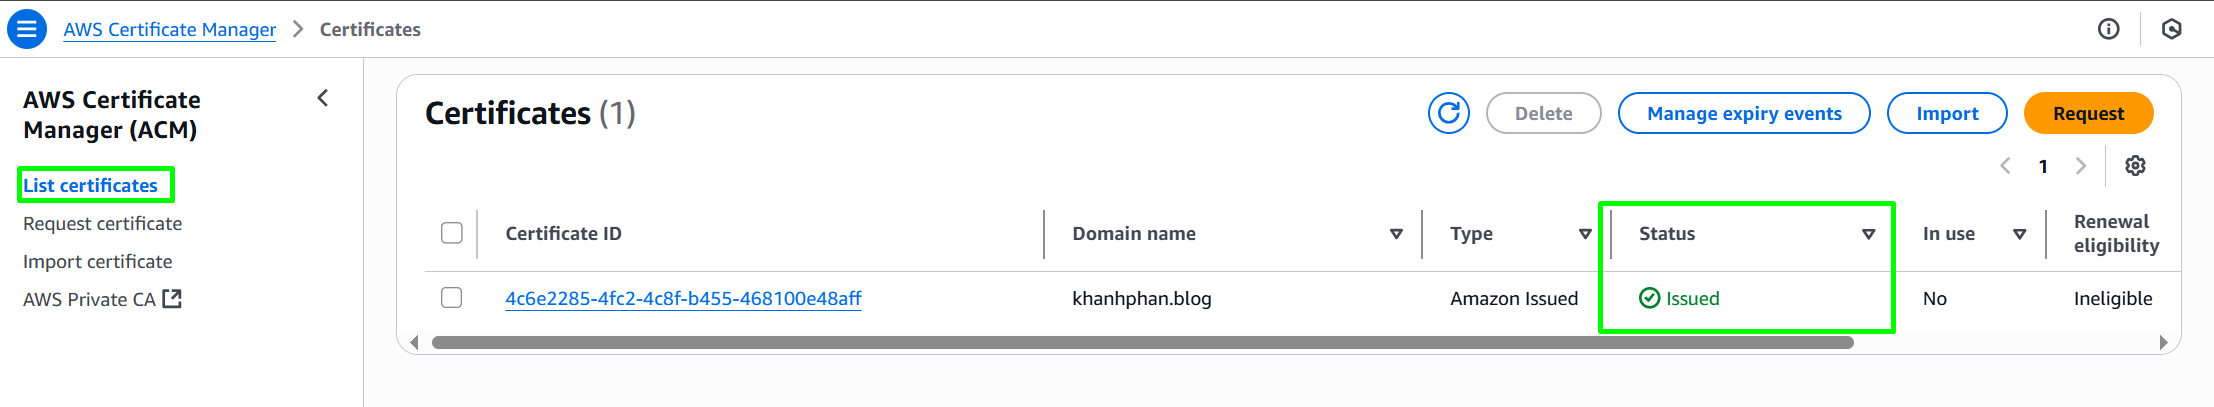 AWS Certificate Manager > Certificates
AWS Certificate
Manager (ACM)
List certificates
Request certificate
Import certificate
AWS Private CA
Certificates (1)
Delete
Manage expiry events
Import
Request
1
Certificate ID
Domain name
Type
Status
In use
Renewal
eligibility
4c6e2285-4fc2-4c8f-b455-468100e48aff
khanhphan.blog
Amazon Issued
Issued
No
Ineligible